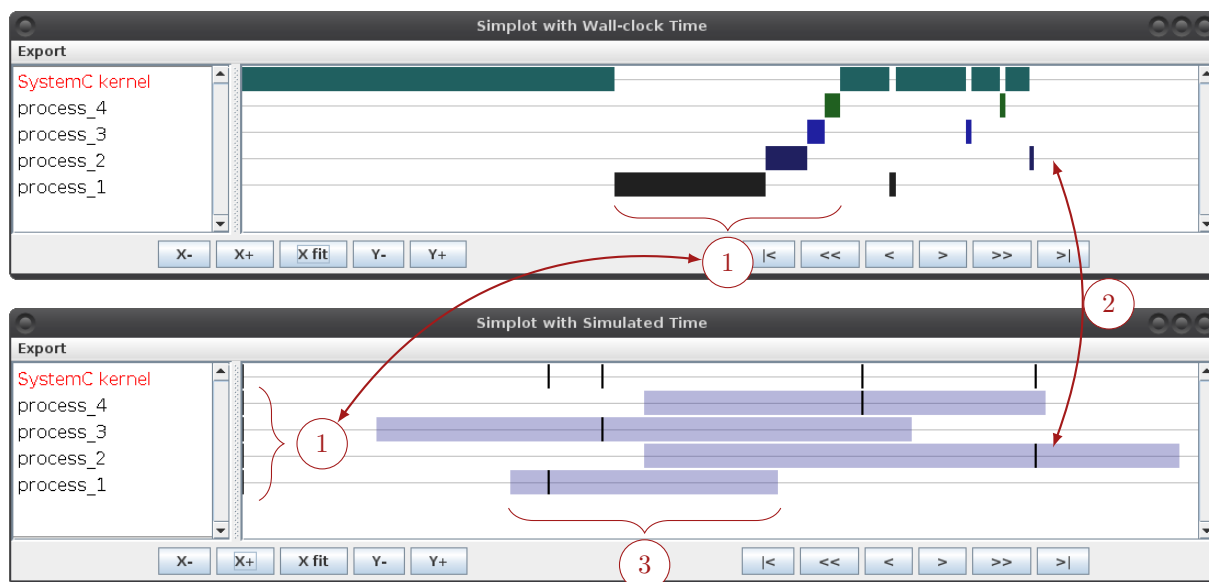 Simplot with Wall-clock Time
Export
SystemC kernel
process_4
process_3
process_2
process_1
X- X+ X fit Y- Y+ 1 |< << < > >> >|
2
Simplot with Simulated Time
Export
SystemC kernel
process_4
process_3
1
process_2
process_1
X- X+ X fit Y- Y+ 3 |< << < > >> >|